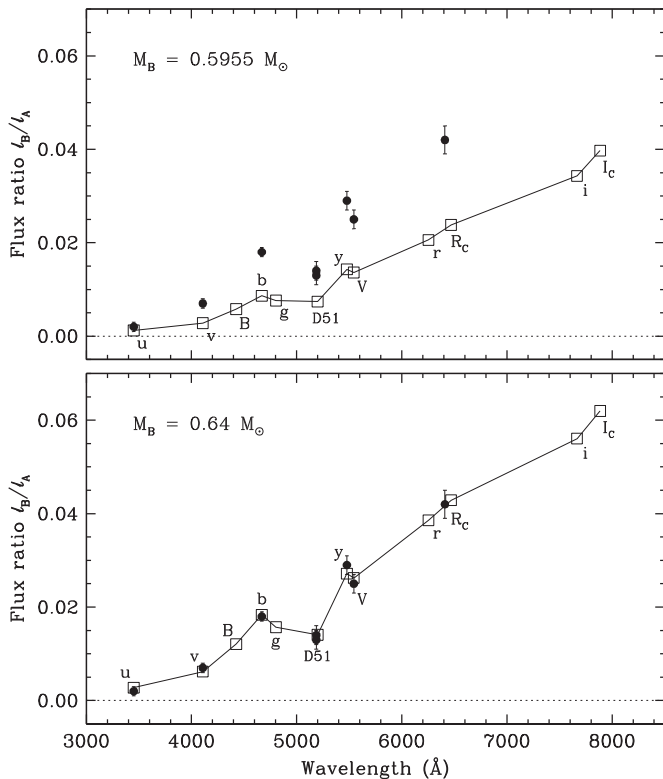 0.06
M_B = 0.5955 M_⊙
0.04
I_c
i
y
R_c
r
0.02
b
V
g
D51
B
0.00
u
v
Flux ratio ℓ_B/ℓ_A
0.06
M_B = 0.64 M_⊙
I_c
i
0.04
R_c
r
y
0.02
b
V
B
g
D51
v
u
0.00
Flux ratio ℓ_B/ℓ_A
3000 4000 5000 6000 7000 8000
Wavelength (Å)